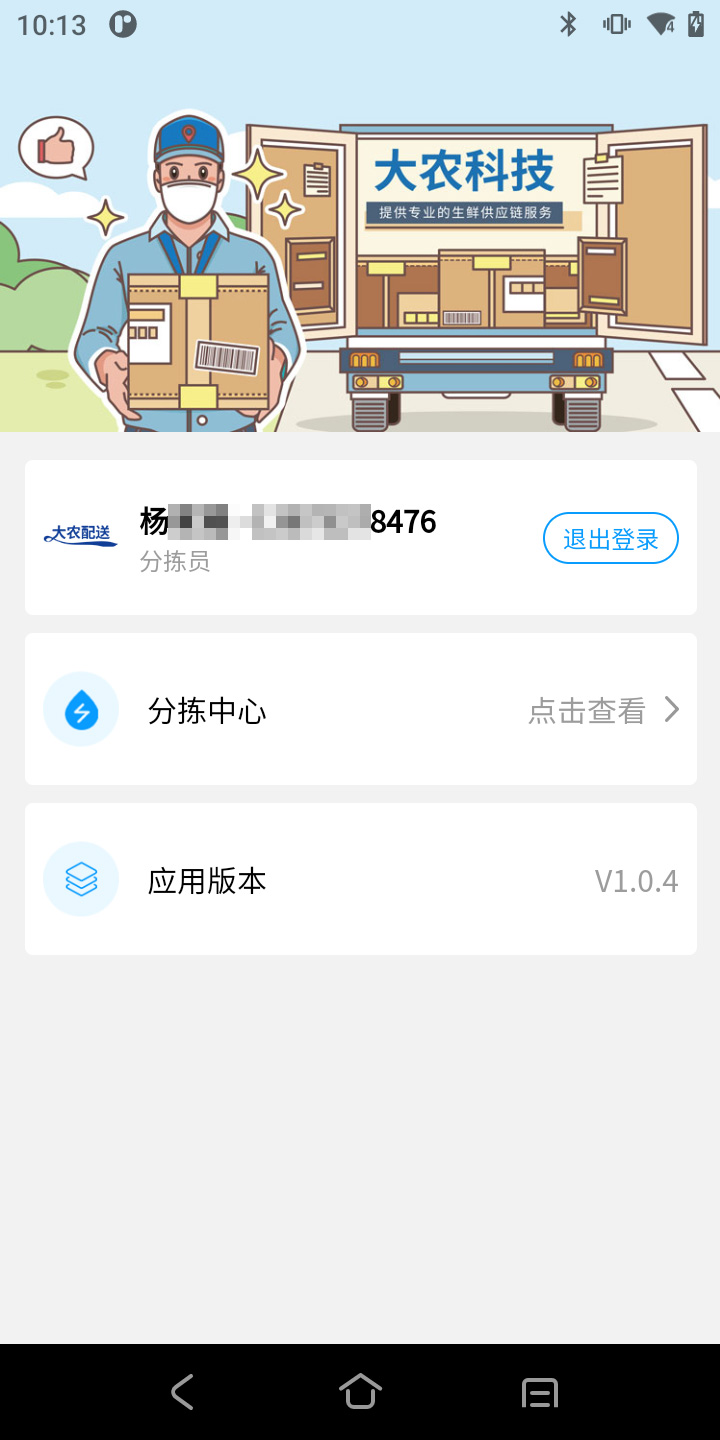 10:13
4
大农科技
提供专业的生鲜供应链服务
杨 8476
大农配送
分拣员
退出登录
分拣中心
点击查看
应用版本
V1.0.4